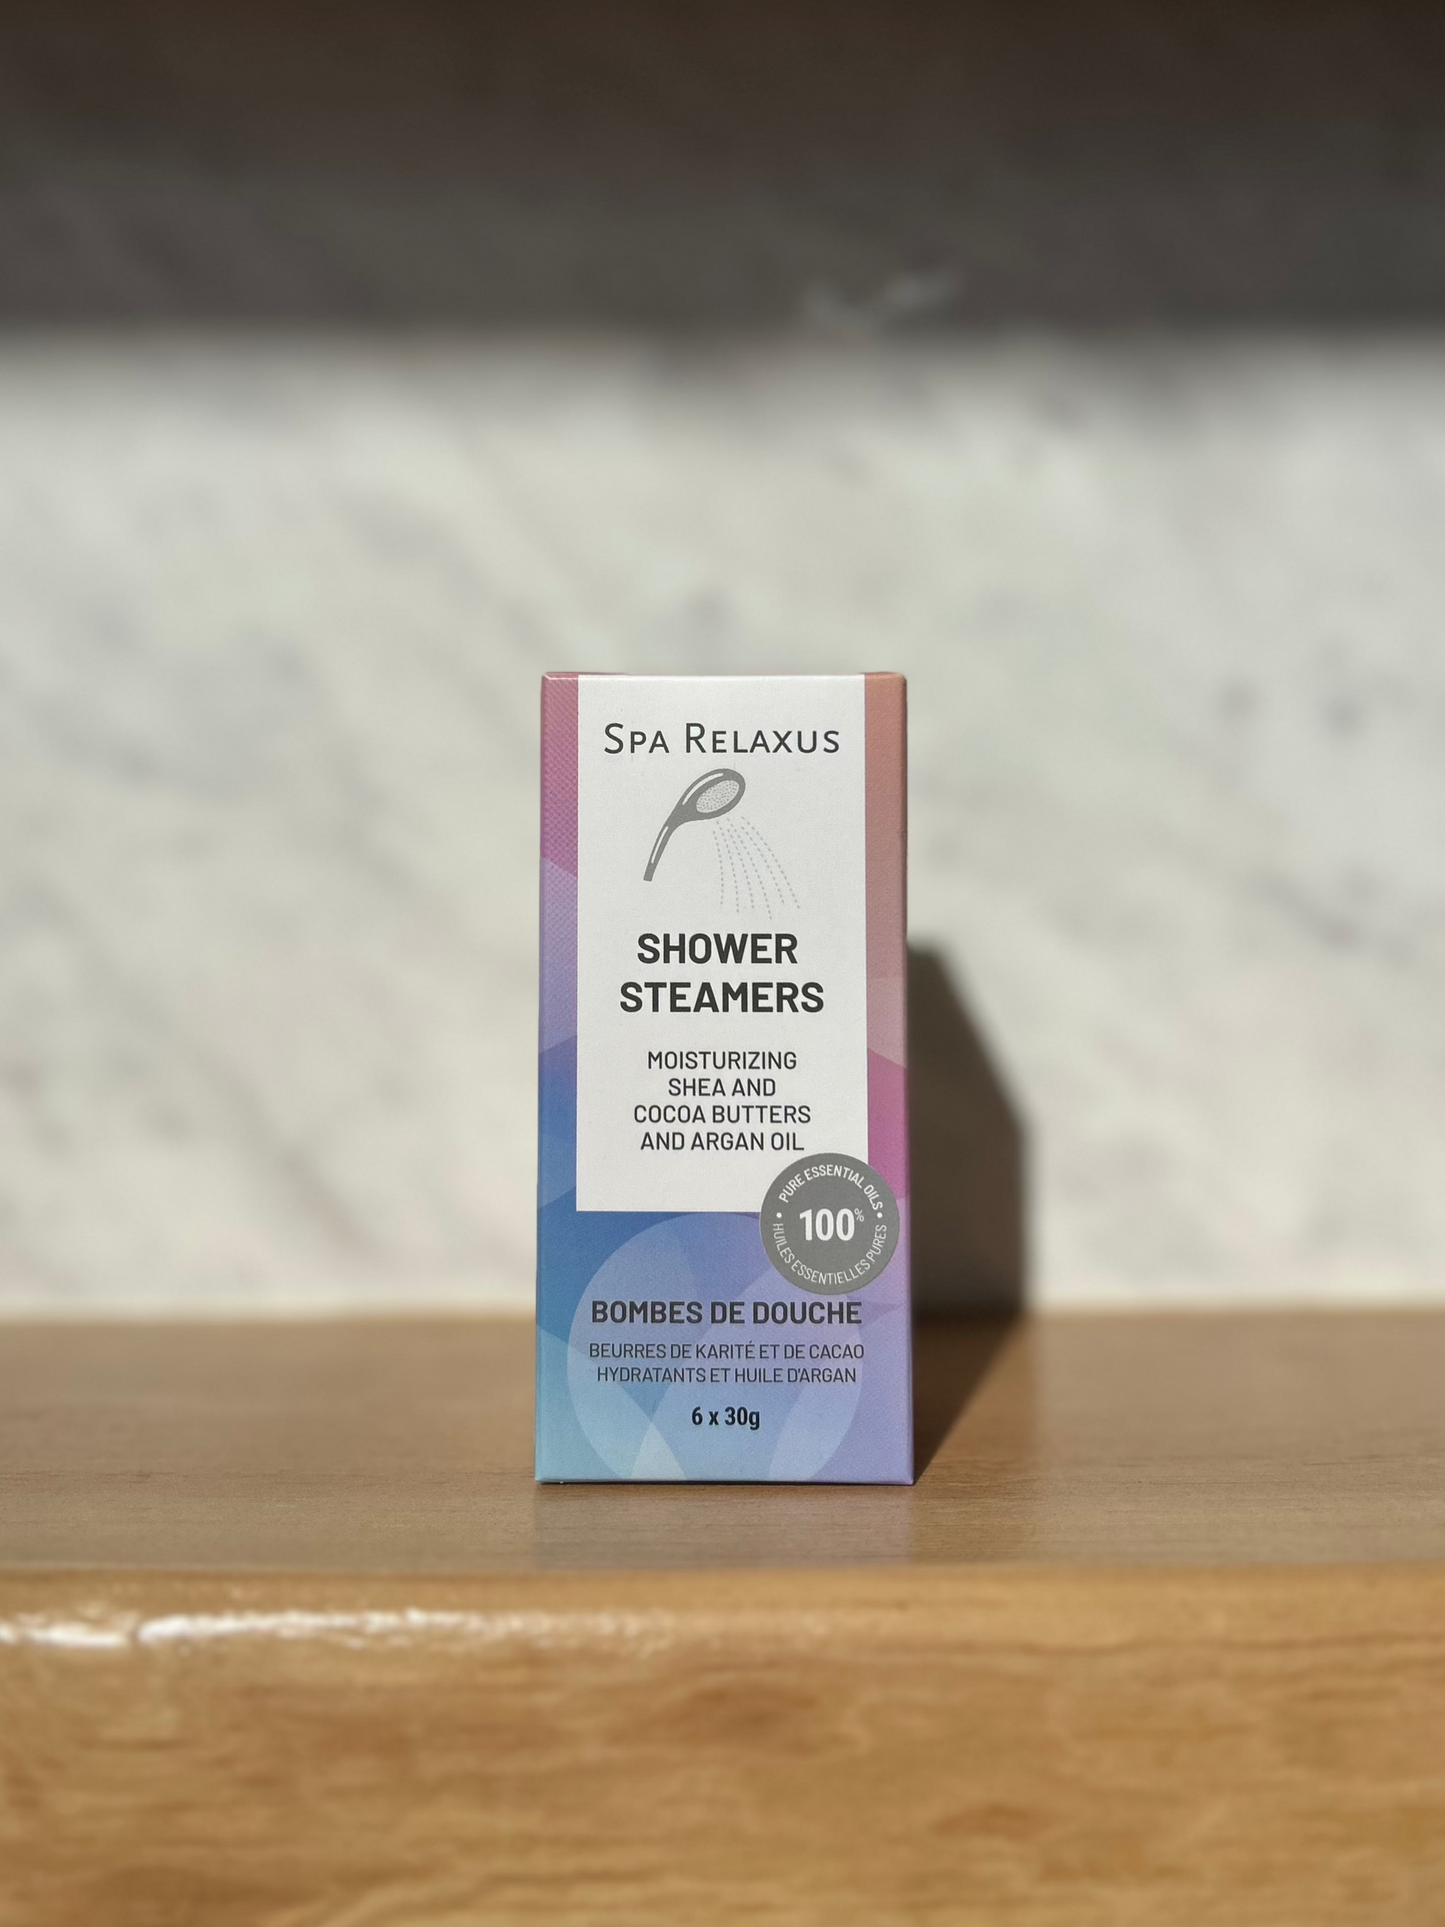 SPA RELAXUS
SHOWER
STEAMERS
MOISTURIZING
SHEA AND
COCOA BUTTERS
AND ARGAN OIL
• PURE ESSENTIAL OILS •
100%
HUILES ESSENTIELLES PURES
BOMBES DE DOUCHE
BEURRES DE KARITÉ ET DE CACAO
HYDRATANTS ET HUILE D'ARGAN
6 x 30g